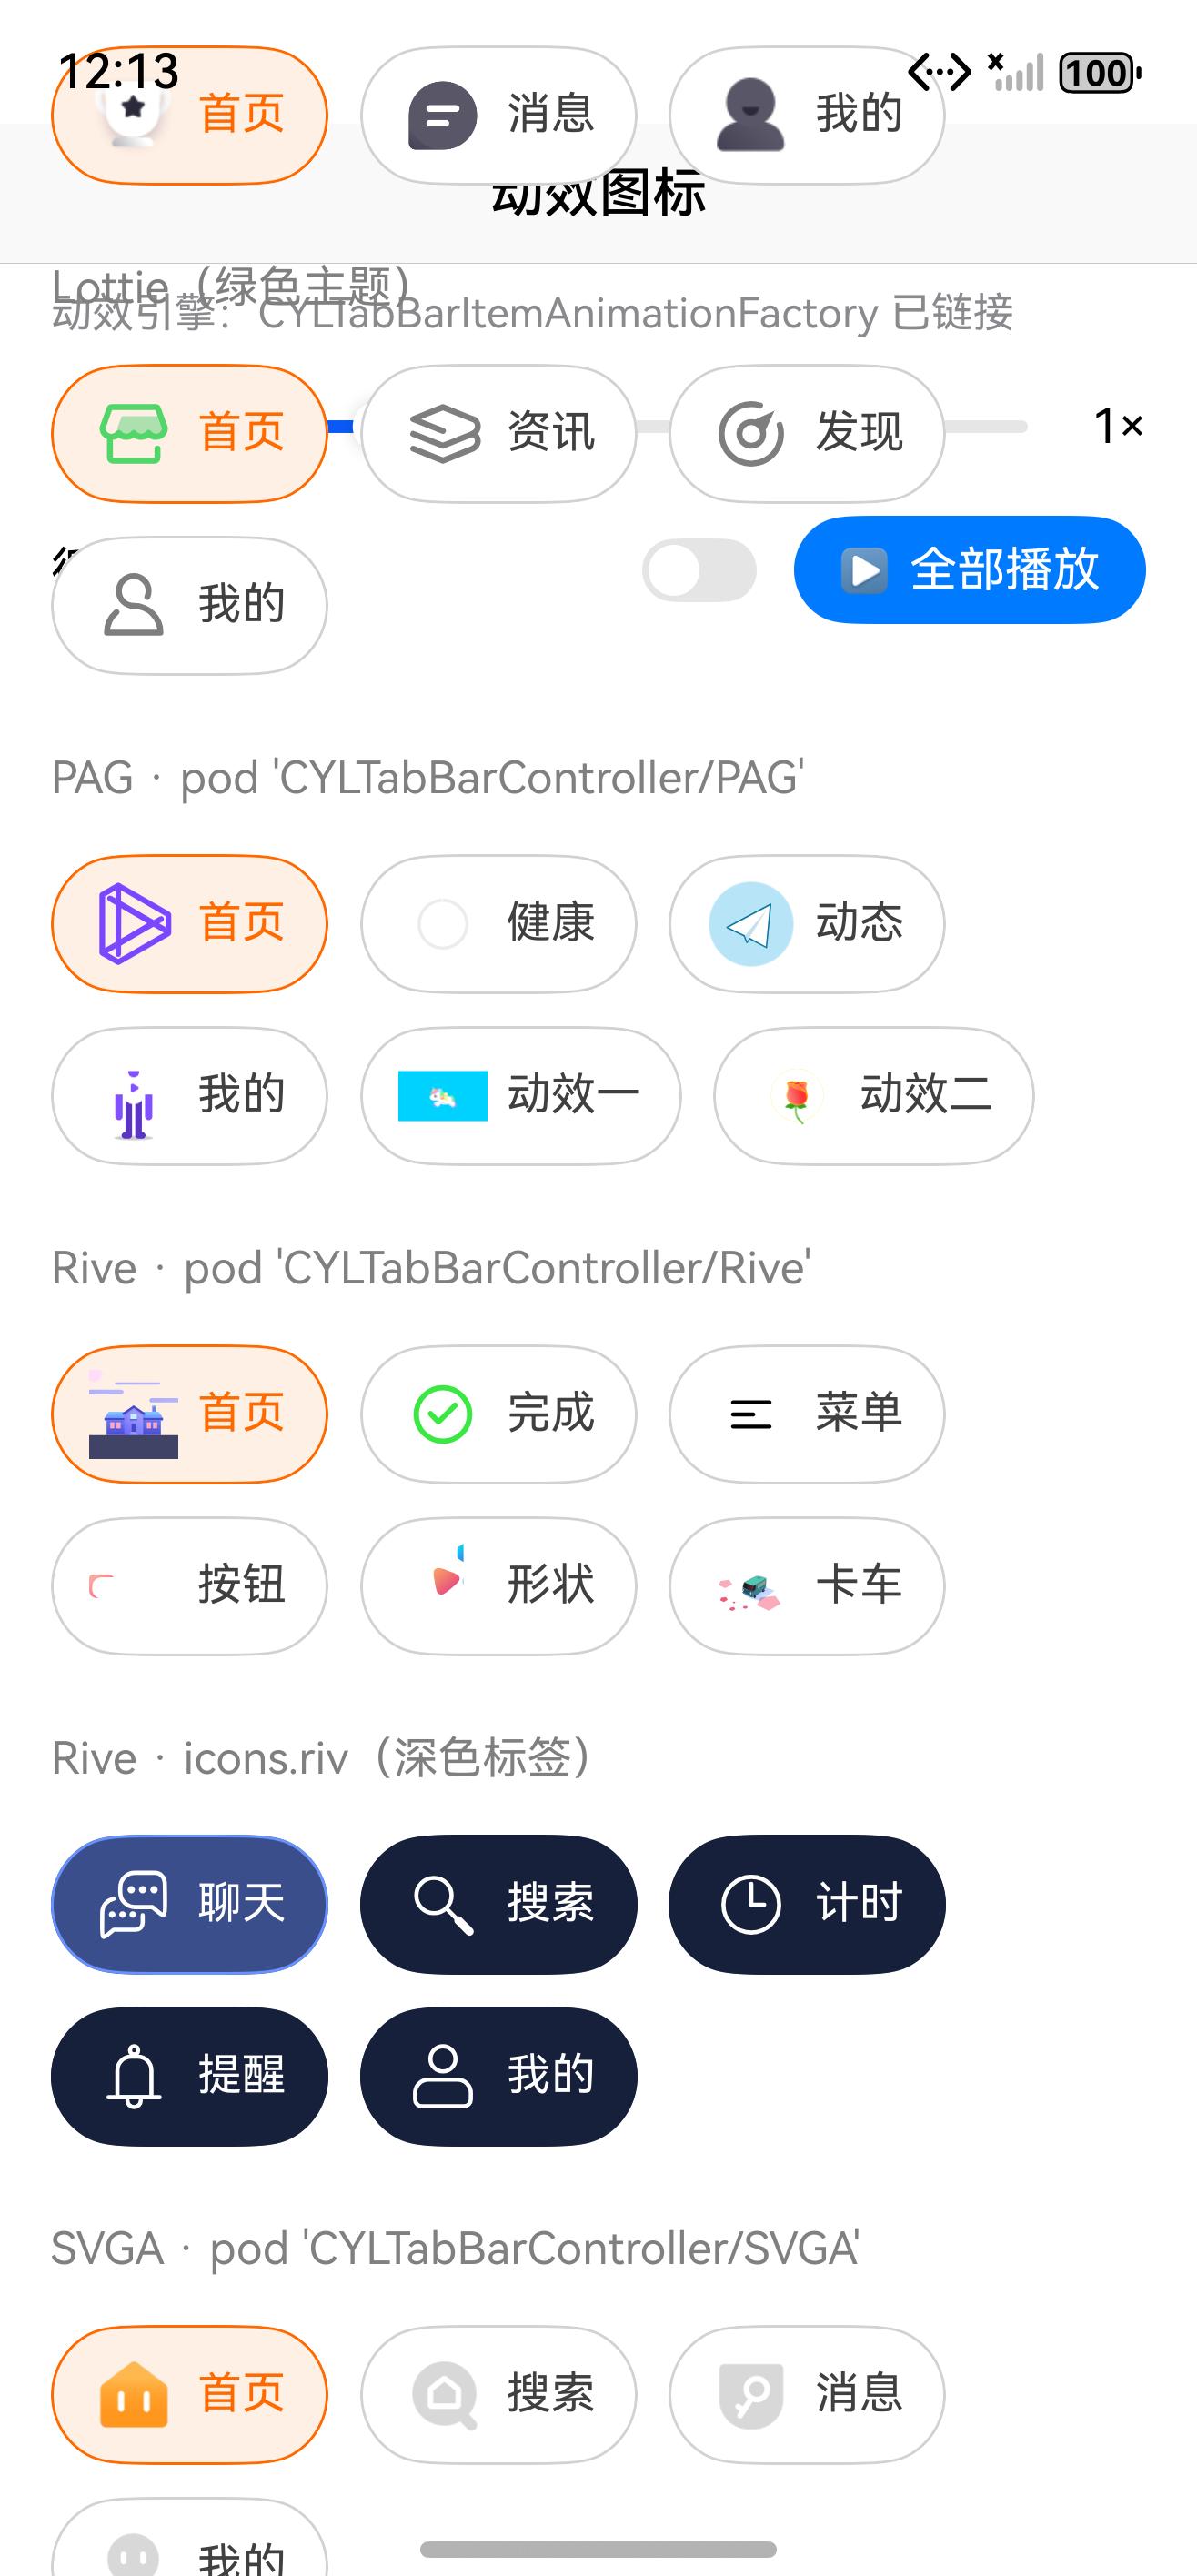 12:13
100
首页 消息 我的
动效图标
Lottie（绿色主题）
动效引擎：CYLTabBarItemAnimationFactory 已链接
首页 资讯 发现 1×
我的 全部播放
PAG · pod 'CYLTabBarController/PAG'
首页 健康 动态
我的 动效一 动效二
Rive · pod 'CYLTabBarController/Rive'
首页 完成 菜单
按钮 形状 卡车
Rive · icons.riv（深色标签）
聊天 搜索 计时
提醒 我的
SVGA · pod 'CYLTabBarController/SVGA'
首页 搜索 消息
我的